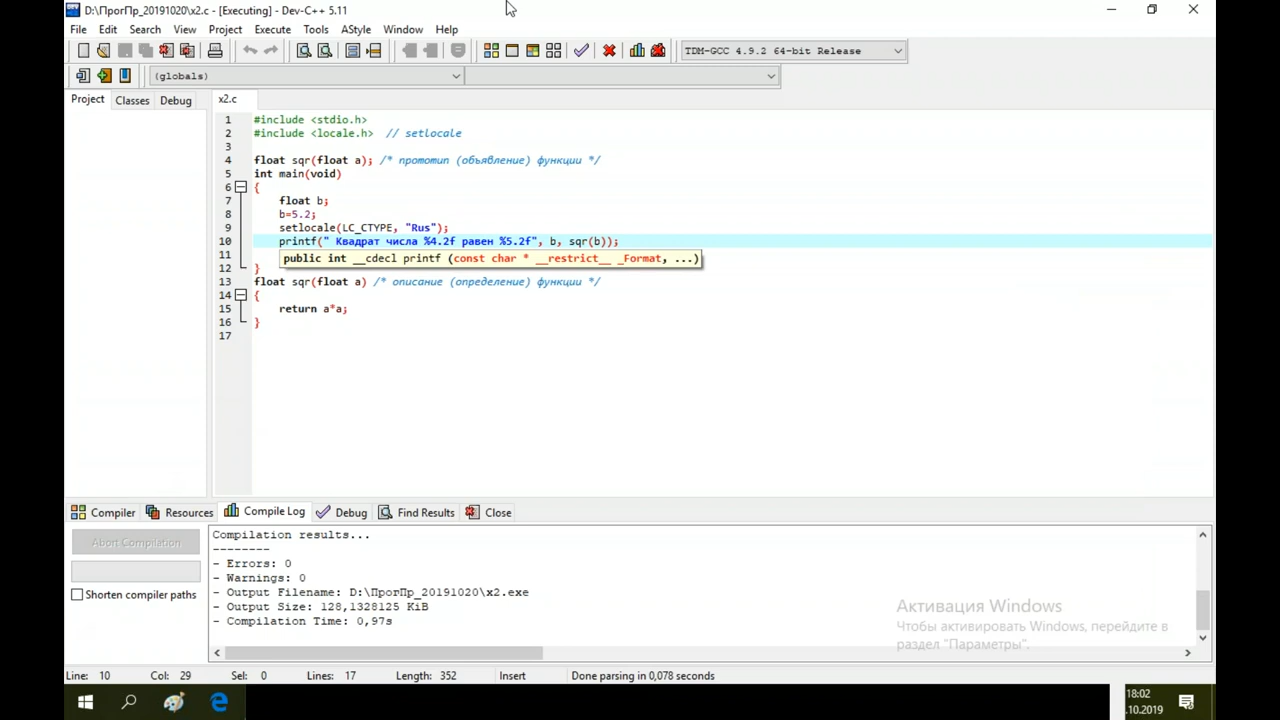 D:\ПрогПр_20191020\x2.c - [Executing] - Dev-C++ 5.11
File Edit Search View Project Execute Tools AStyle Window Help
TDM-GCC 4.9.2 64-bit Release
(globals)
Project Classes Debug x2.c
1 #include <stdio.h>
2 #include <locale.h> // setlocale
3
4 float sqr(float a); /* прототип (объявление) функции */
5 int main(void)
6 {
7 float b;
8 b=5.2;
9 setlocale(LC_CTYPE, "Rus");
10 printf(" Квадрат числа %4.2f равен %5.2f", b, sqr(b));
11 public int __cdecl printf (const char * __restrict__ _Format, ...)
12 }
13 float sqr(float a) /* описание (определение) функции */
14 {
15 return a*a;
16 }
17
Compiler Resources Compile Log Debug Find Results Close
Abort Compilation
Shorten compiler paths
Compilation results...
--------
- Errors: 0
- Warnings: 0
- Output Filename: D:\ПрогПр_20191020\x2.exe
- Output Size: 128,1328125 KiB
- Compilation Time: 0,97s
Активация Windows
Чтобы активировать Windows, перейдите в
раздел "Параметры".
Line: 10 Col: 29 Sel: 0 Lines: 17 Length: 352 Insert Done parsing in 0,078 seconds
18:02
.10.2019